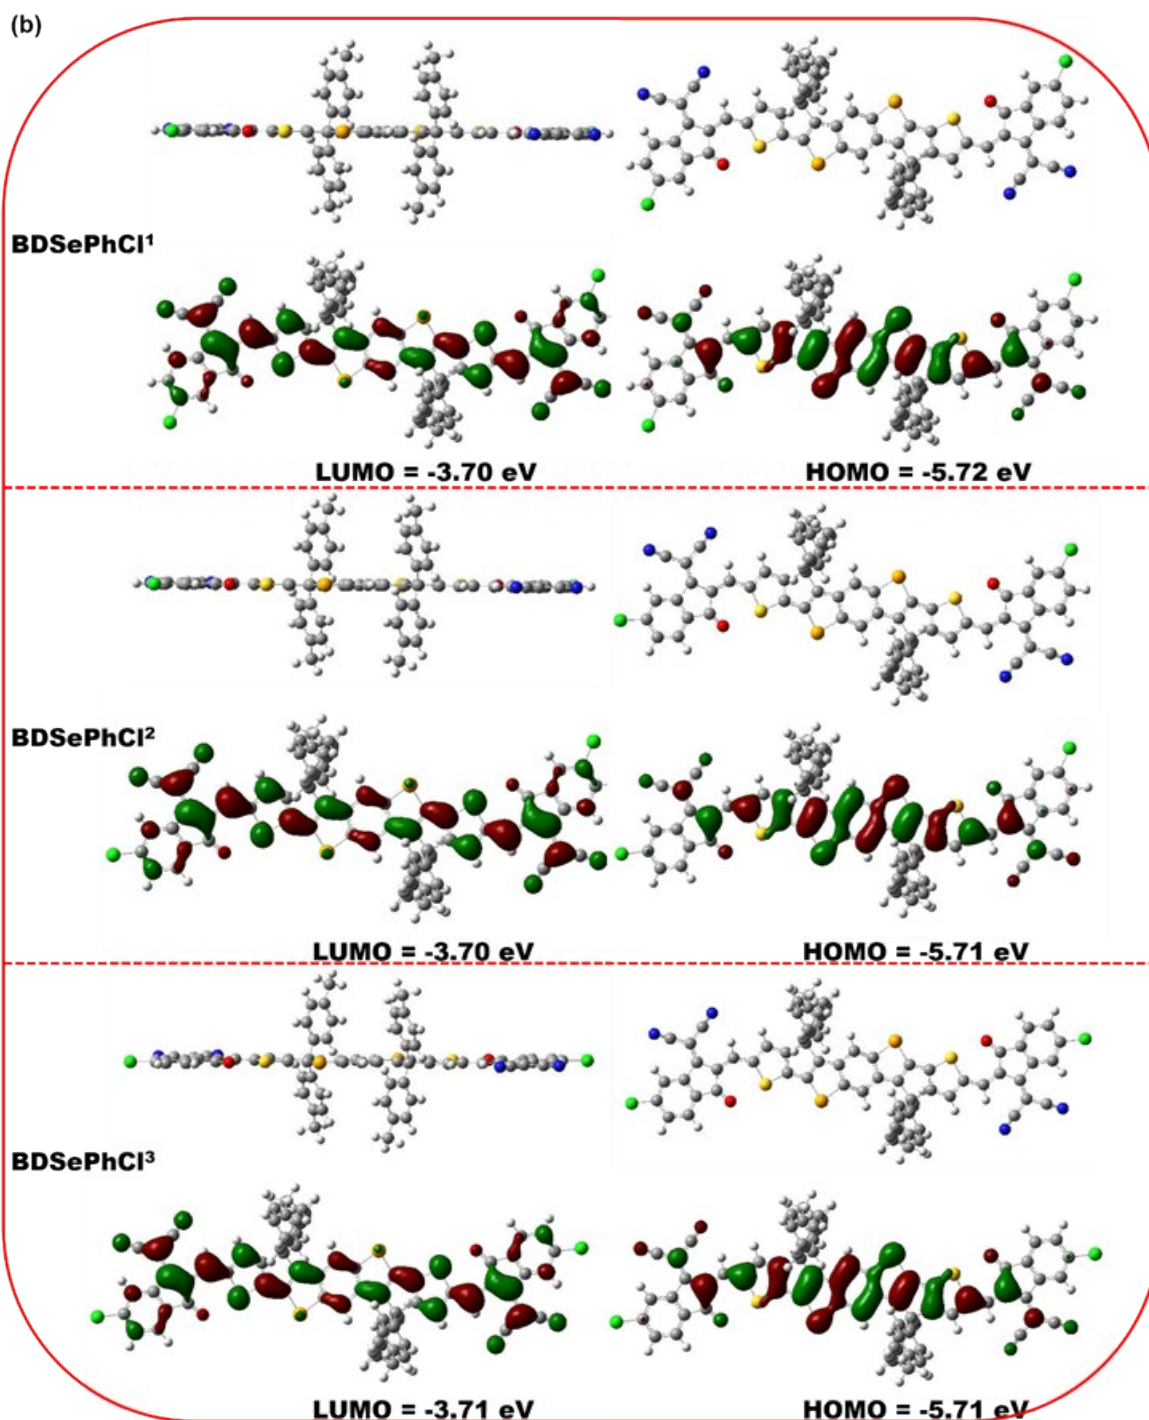 (b)
BDSePhCl¹
LUMO = -3.70 eV
HOMO = -5.72 eV
BDSePhCl²
LUMO = -3.70 eV
HOMO = -5.71 eV
BDSePhCl³
LUMO = -3.71 eV
HOMO = -5.71 eV